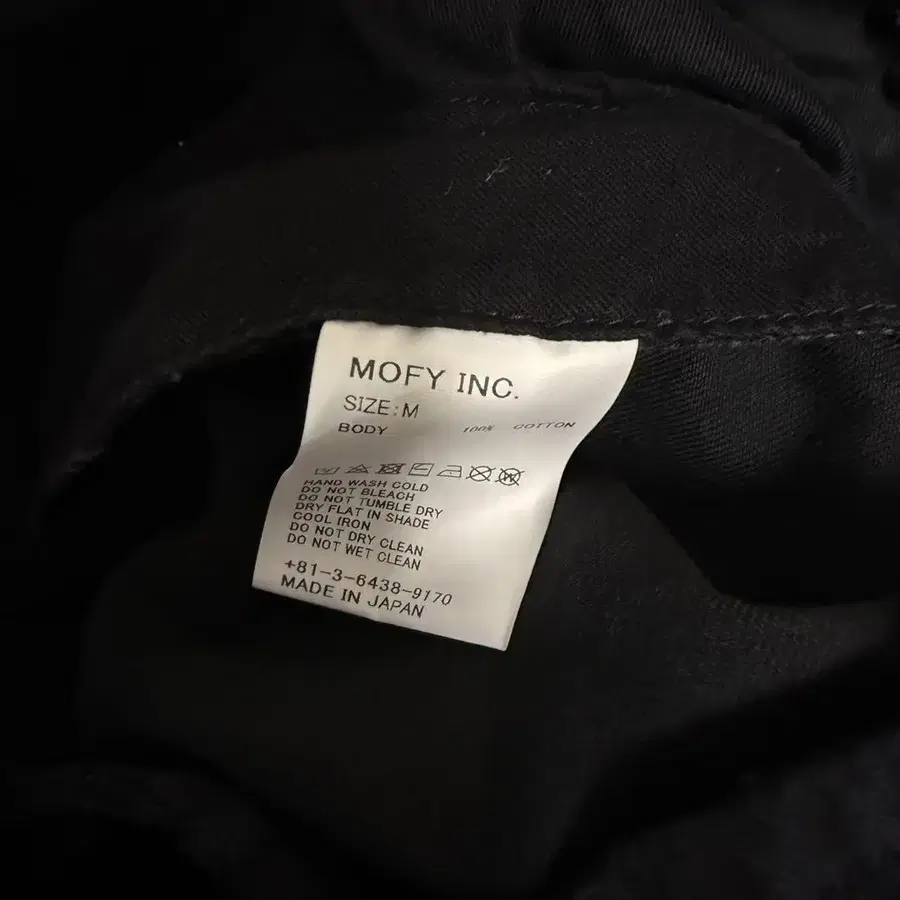 MOFY INC.
SIZE:M
BODY 100% COTTON
HAND WASH COLD
DO NOT BLEACH
DO NOT TUMBLE DRY
DRY FLAT IN SHADE
COOL IRON
DO NOT DRY CLEAN
DO NOT WET CLEAN
+81-3-6438-9170
MADE IN JAPAN